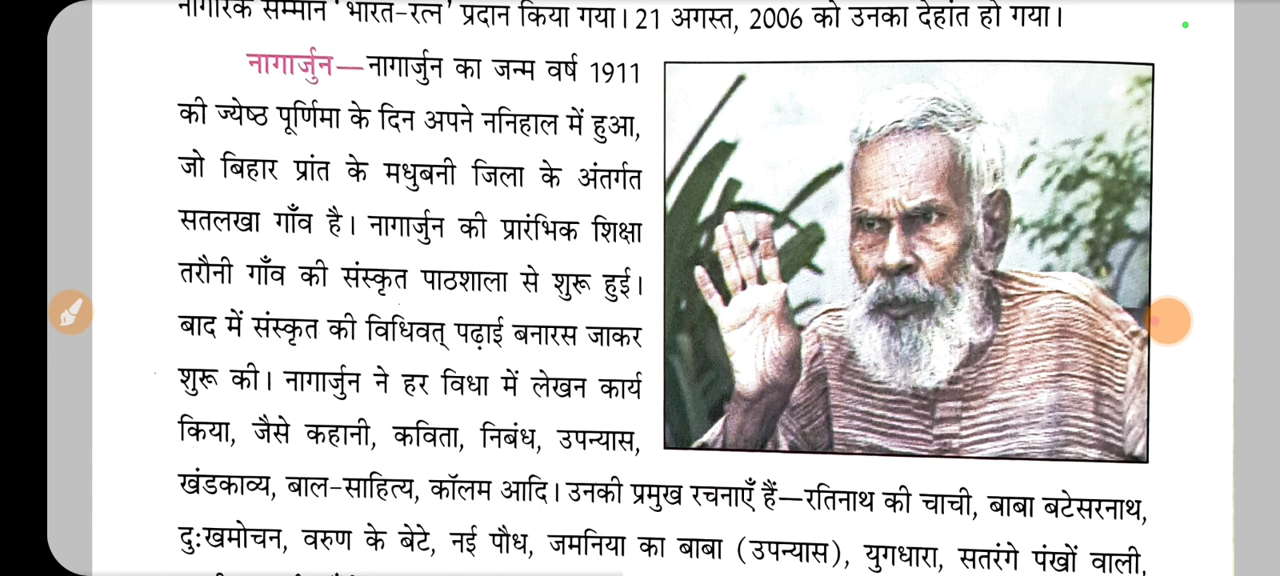 नागरिक सम्मान 'भारत-रत्न' प्रदान किया गया। 21 अगस्त, 2006 को उनका देहांत हो गया।
नागार्जुन—नागार्जुन का जन्म वर्ष 1911
की ज्येष्ठ पूर्णिमा के दिन अपने ननिहाल में हुआ,
जो बिहार प्रांत के मधुबनी जिला के अंतर्गत
सतलखा गाँव है। नागार्जुन की प्रारंभिक शिक्षा
तरौनी गाँव की संस्कृत पाठशाला से शुरू हुई।
बाद में संस्कृत की विधिवत् पढ़ाई बनारस जाकर
शुरू की। नागार्जुन ने हर विधा में लेखन कार्य
किया, जैसे कहानी, कविता, निबंध, उपन्यास,
खंडकाव्य, बाल-साहित्य, कॉलम आदि। उनकी प्रमुख रचनाएँ हैं—रतिनाथ की चाची, बाबा बटेसरनाथ,
दुःखमोचन, वरुण के बेटे, नई पौध, जमनिया का बाबा (उपन्यास), युगधारा, सतरंगे पंखों वाली,